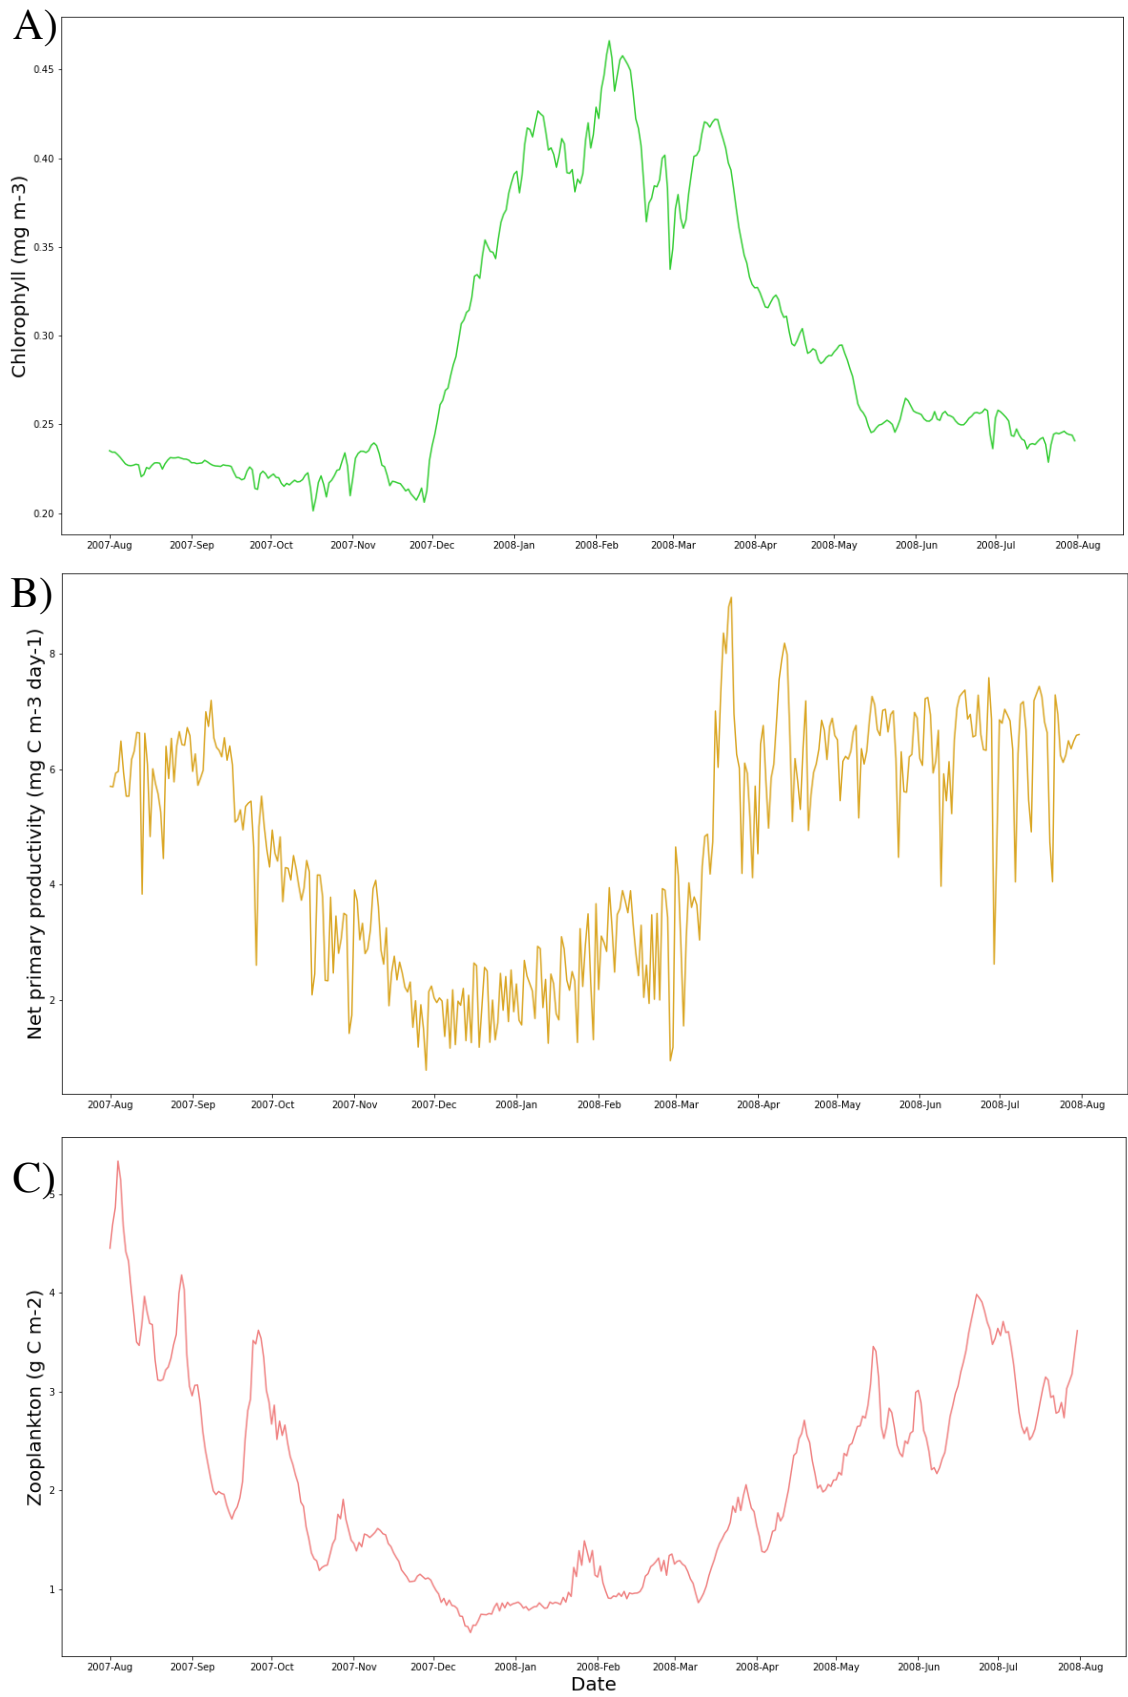 A)
Chlorophyll (mg m-3)
0.45
0.40
0.35
0.30
0.25
0.20
2007-Aug 2007-Sep 2007-Oct 2007-Nov 2007-Dec 2008-Jan 2008-Feb 2008-Mar 2008-Apr 2008-May 2008-Jun 2008-Jul 2008-Aug
B)
Net primary productivity (mg C m-3 day-1)
8
6
4
2
2007-Aug 2007-Sep 2007-Oct 2007-Nov 2007-Dec 2008-Jan 2008-Feb 2008-Mar 2008-Apr 2008-May 2008-Jun 2008-Jul 2008-Aug
C)
Zooplankton (g C m-2)
5
4
3
2
1
2007-Aug 2007-Sep 2007-Oct 2007-Nov 2007-Dec 2008-Jan 2008-Feb 2008-Mar 2008-Apr 2008-May 2008-Jun 2008-Jul 2008-Aug
Date